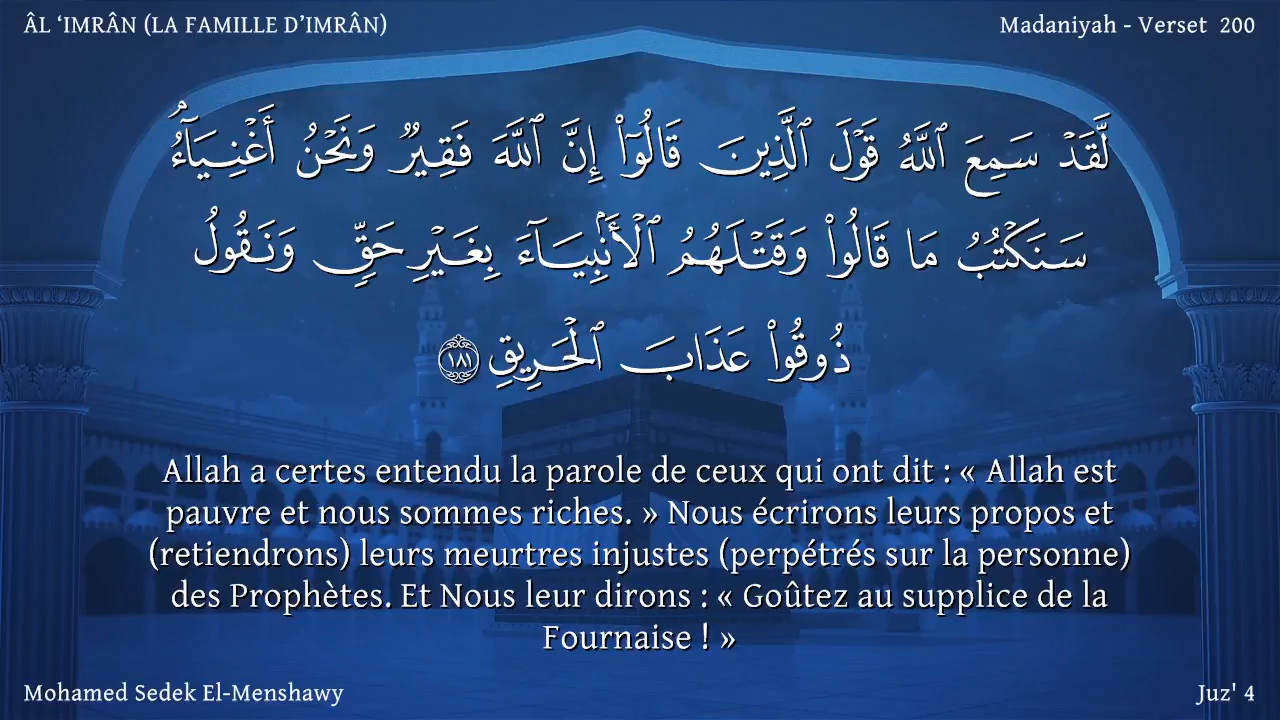 ÂL ‘IMRÂN (LA FAMILLE D’IMRÂN)
Madaniyah - Verset 200
لَّقَدْ سَمِعَ ٱللَّهُ قَوْلَ ٱلَّذِينَ قَالُوٓا۟ إِنَّ ٱللَّهَ فَقِيرٌ وَنَحْنُ أَغْنِيَآءُ ۘ
سَنَكْتُبُ مَا قَالُوا۟ وَقَتْلَهُمُ ٱلْأَنۢبِيَآءَ بِغَيْرِ حَقٍّ وَنَقُولُ
ذُوقُوا۟ عَذَابَ ٱلْحَرِيقِ ١٨١
Allah a certes entendu la parole de ceux qui ont dit : « Allah est
pauvre et nous sommes riches. » Nous écrirons leurs propos et
(retiendrons) leurs meurtres injustes (perpétrés sur la personne)
des Prophètes. Et Nous leur dirons : « Goûtez au supplice de la
Fournaise ! »
Mohamed Sedek El-Menshawy
Juz' 4